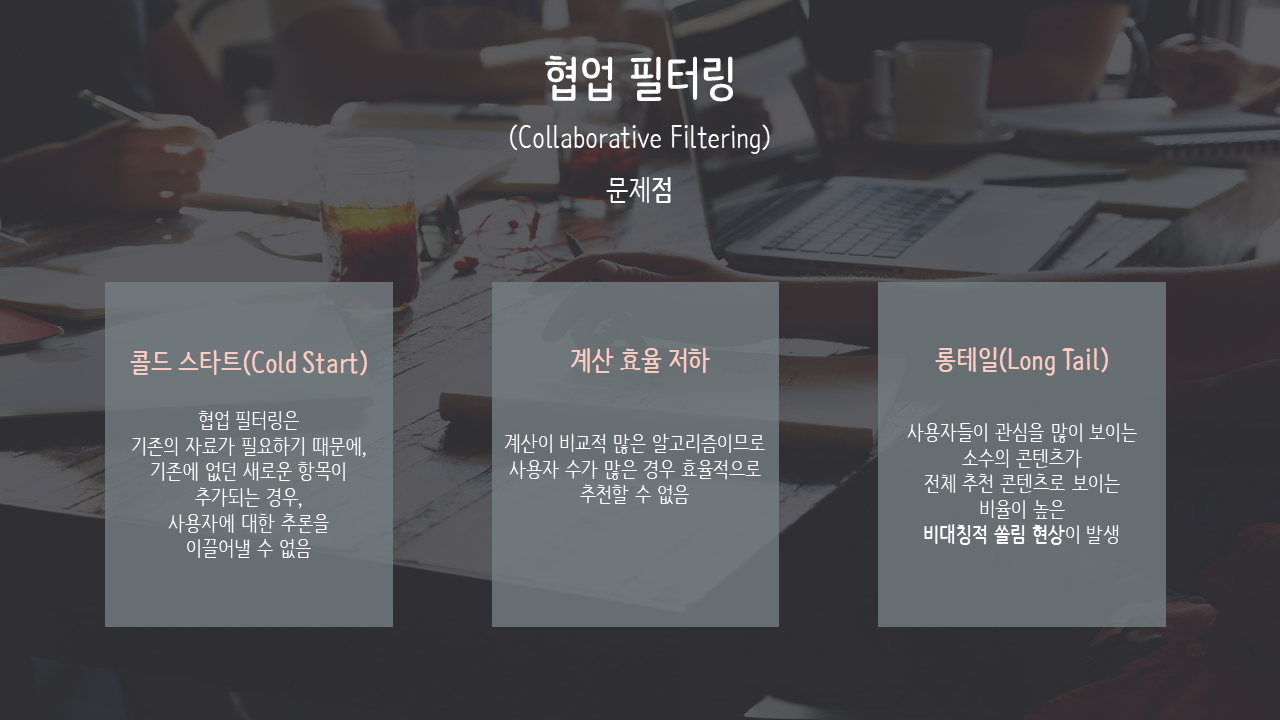 협업 필터링
(Collaborative Filtering)
문제점
콜드 스타트(Cold Start)
협업 필터링은
기존의 자료가 필요하기 때문에,
기존에 없던 새로운 항목이
추가되는 경우,
사용자에 대한 추론을
이끌어낼 수 없음
계산 효율 저하
계산이 비교적 많은 알고리즘이므로
사용자 수가 많은 경우 효율적으로
추천할 수 없음
롱테일(Long Tail)
사용자들이 관심을 많이 보이는
소수의 콘텐츠가
전체 추천 콘텐츠로 보이는
비율이 높은
비대칭적 쏠림 현상이 발생